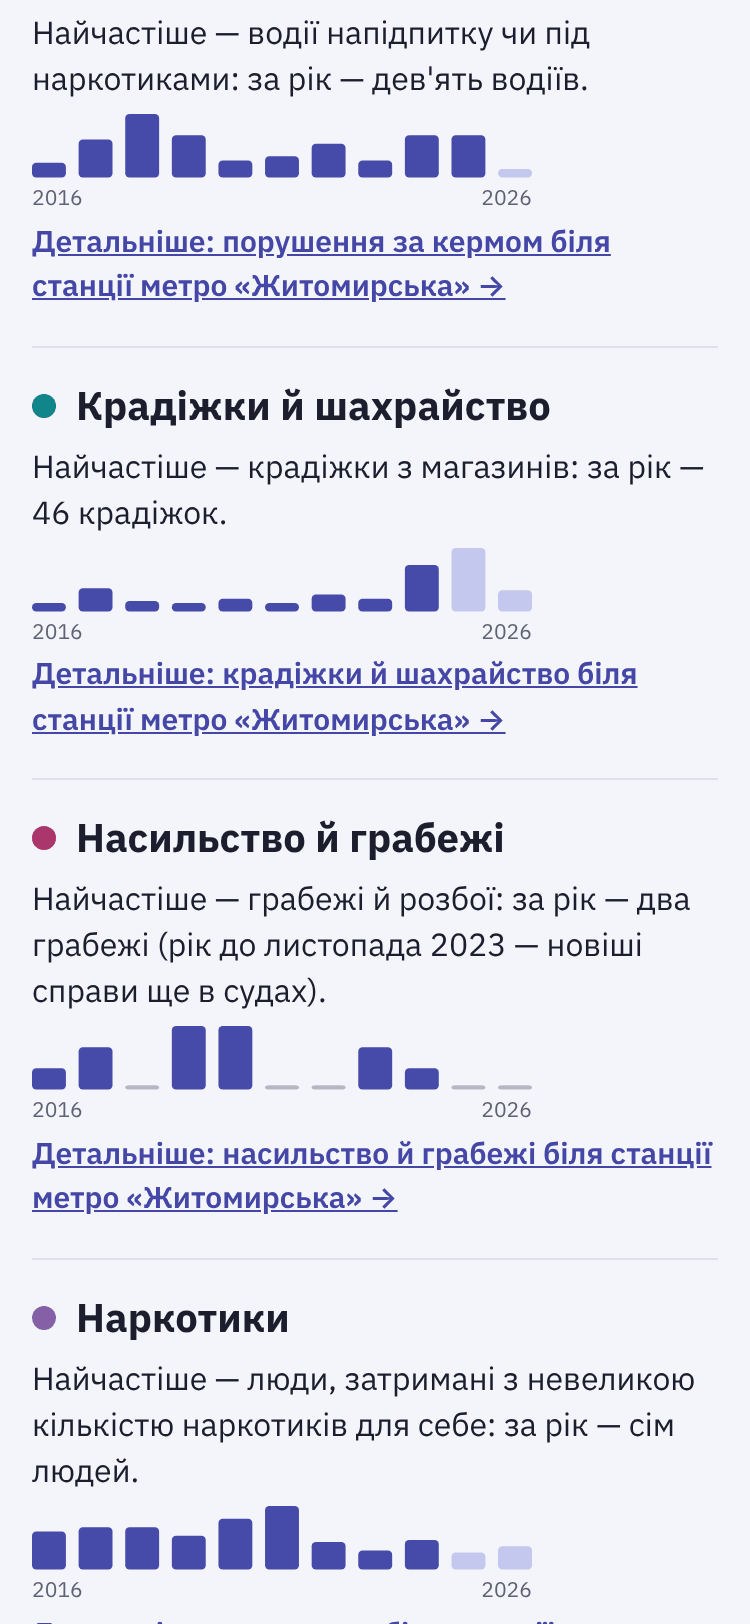 Найчастіше — водії напідпитку чи під
наркотиками: за рік — дев'ять водіїв.
2016 2026
Детальніше: порушення за кермом біля
станції метро «Житомирська» →
Крадіжки й шахрайство
Найчастіше — крадіжки з магазинів: за рік —
46 крадіжок.
2016 2026
Детальніше: крадіжки й шахрайство біля
станції метро «Житомирська» →
Насильство й грабежі
Найчастіше — грабежі й розбої: за рік — два
грабежі (рік до листопада 2023 — новіші
справи ще в судах).
2016 2026
Детальніше: насильство й грабежі біля станції
метро «Житомирська» →
Наркотики
Найчастіше — люди, затримані з невеликою
кількістю наркотиків для себе: за рік — сім
людей.
2016 2026